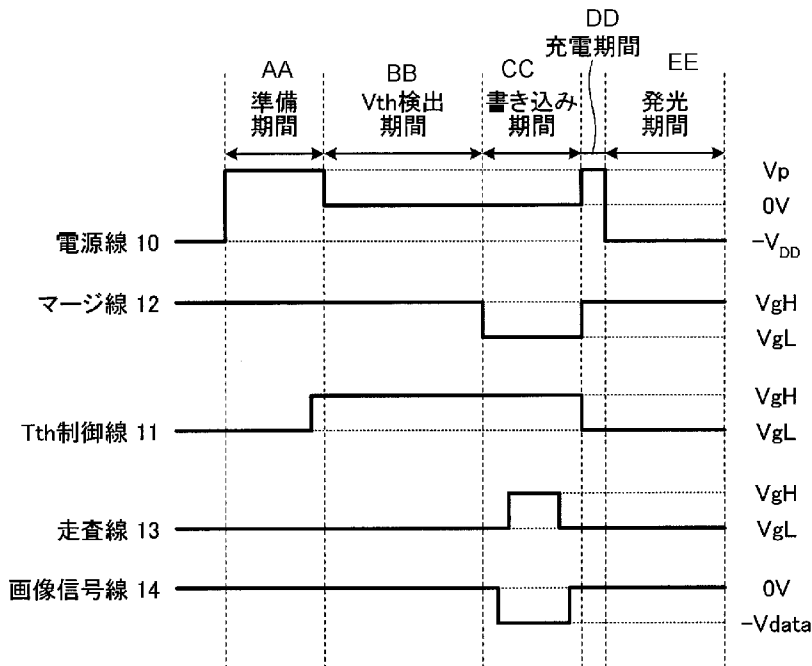 DD
充電期間
AA
準備
期間
BB
Vth検出
期間
CC
書き込み
期間
EE
発光
期間
電源線 10
Vp
0V
-VDD
マージ線 12
VgH
VgL
Tth制御線 11
VgH
VgL
走査線 13
VgH
VgL
画像信号線 14
0V
-Vdata